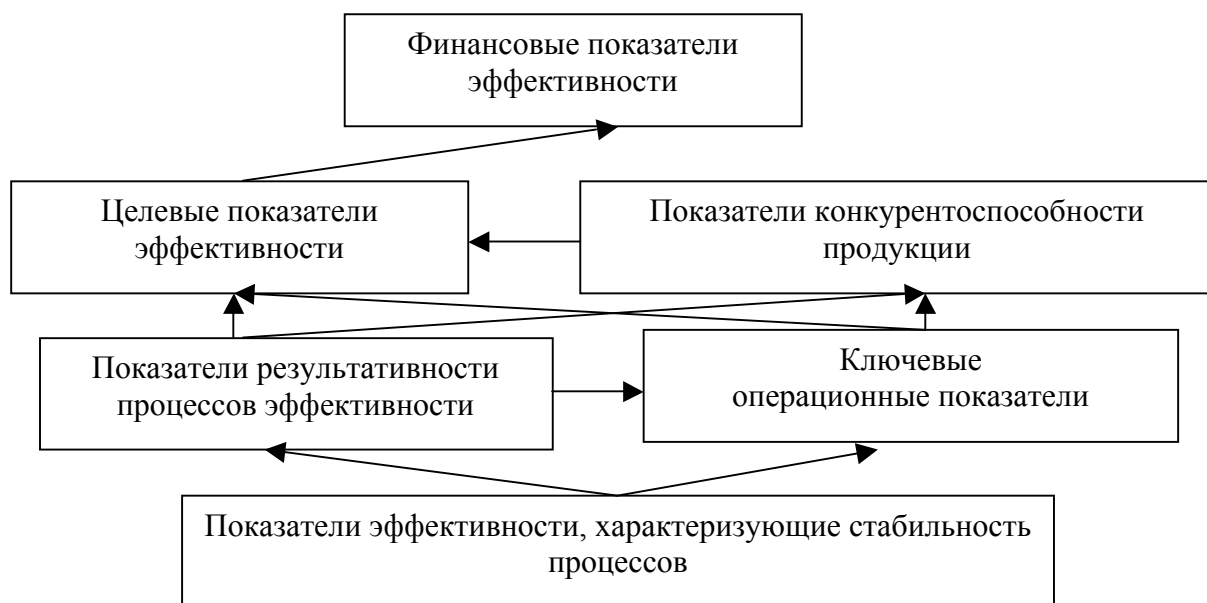 Финансовые показатели
эффективности
Целевые показатели
эффективности
Показатели конкурентоспособности
продукции
Показатели результативности
процессов эффективности
Ключевые
операционные показатели
Показатели эффективности, характеризующие стабильность
процессов